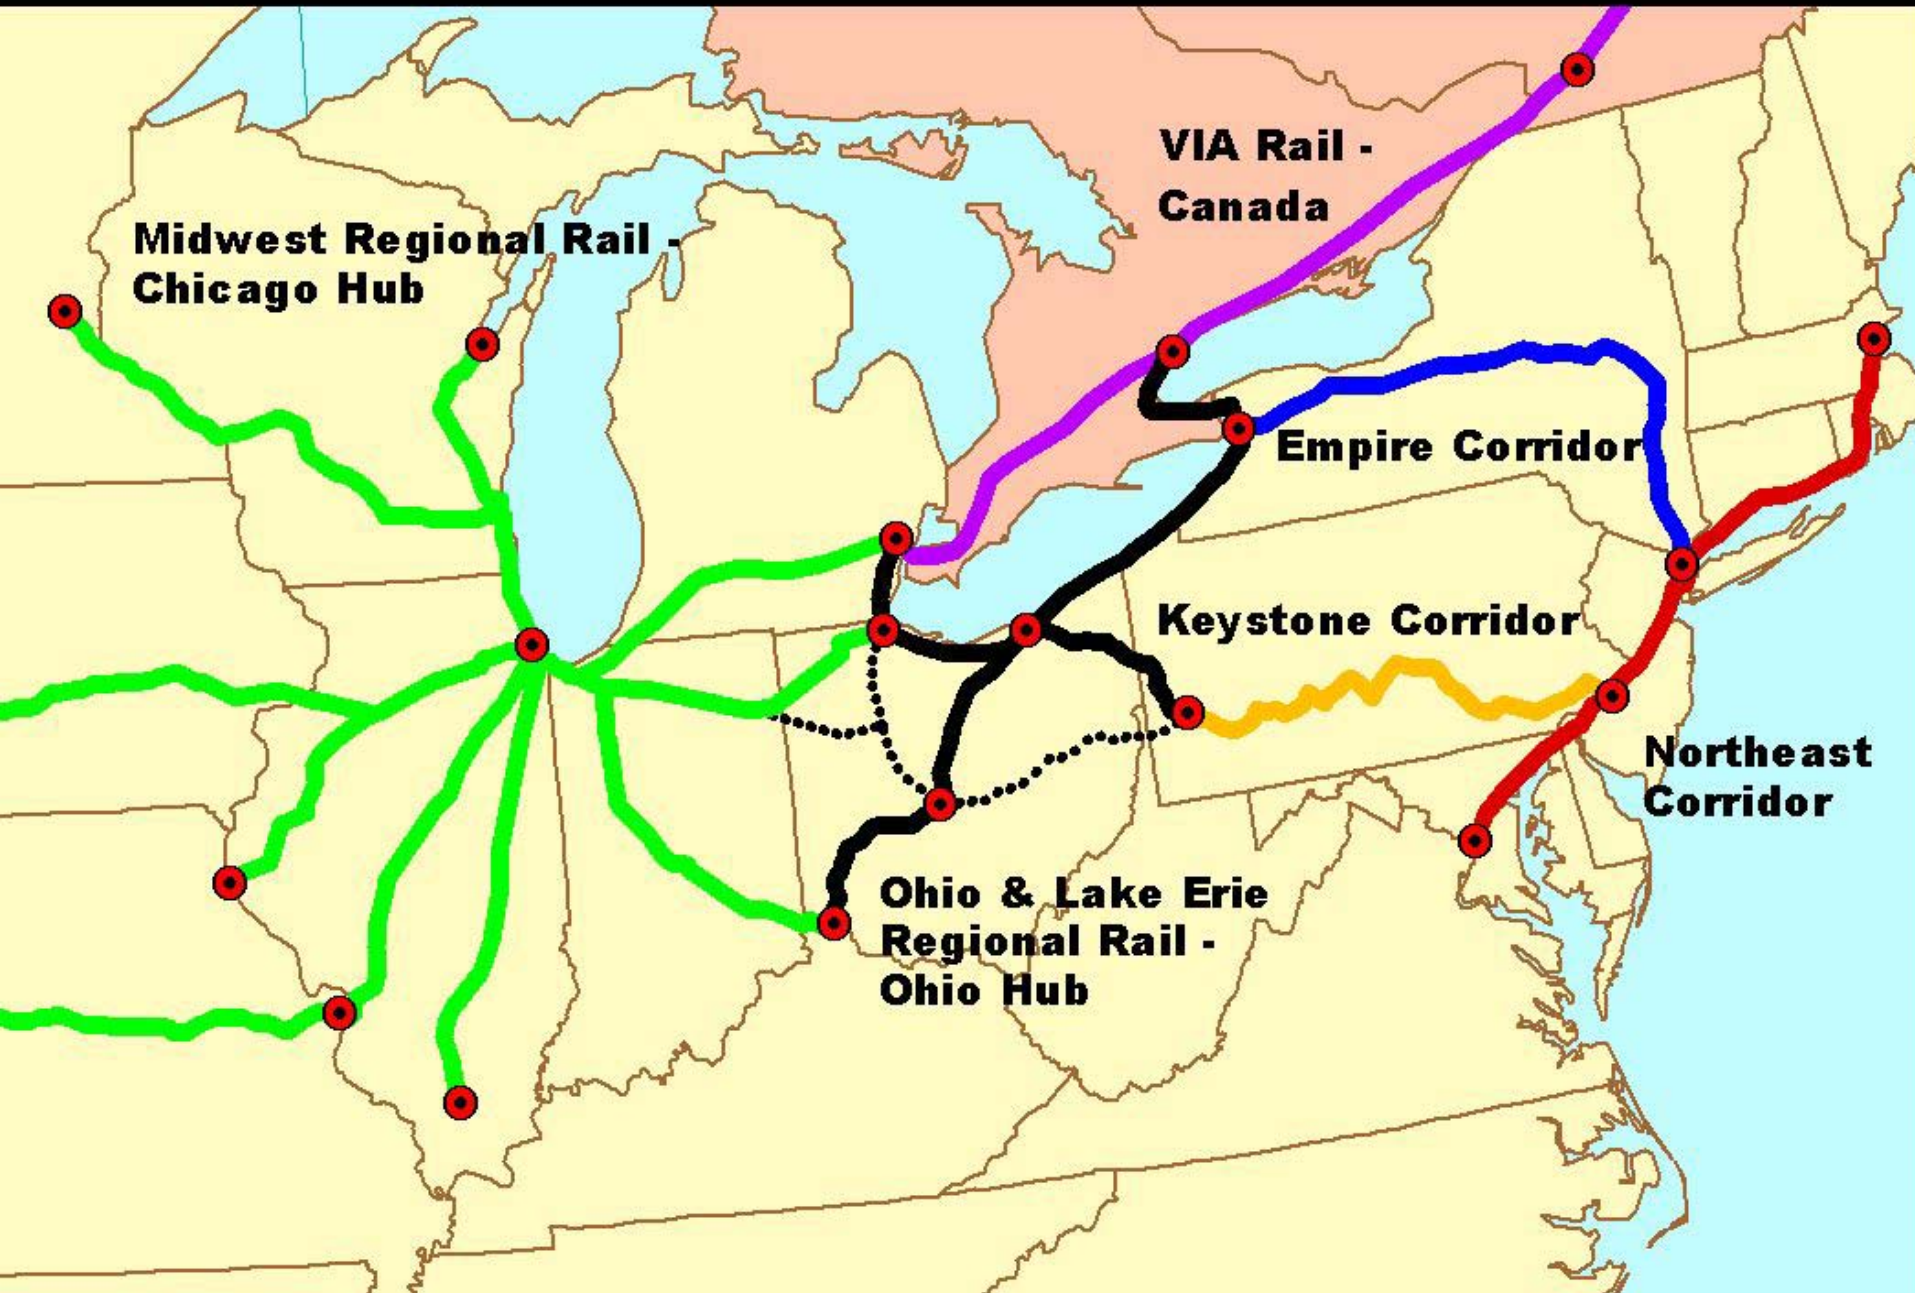 VIA Rail -
Canada
Midwest Regional Rail -
Chicago Hub
Empire Corridor
Keystone Corridor
Northeast
Corridor
Ohio & Lake Erie
Regional Rail -
Ohio Hub